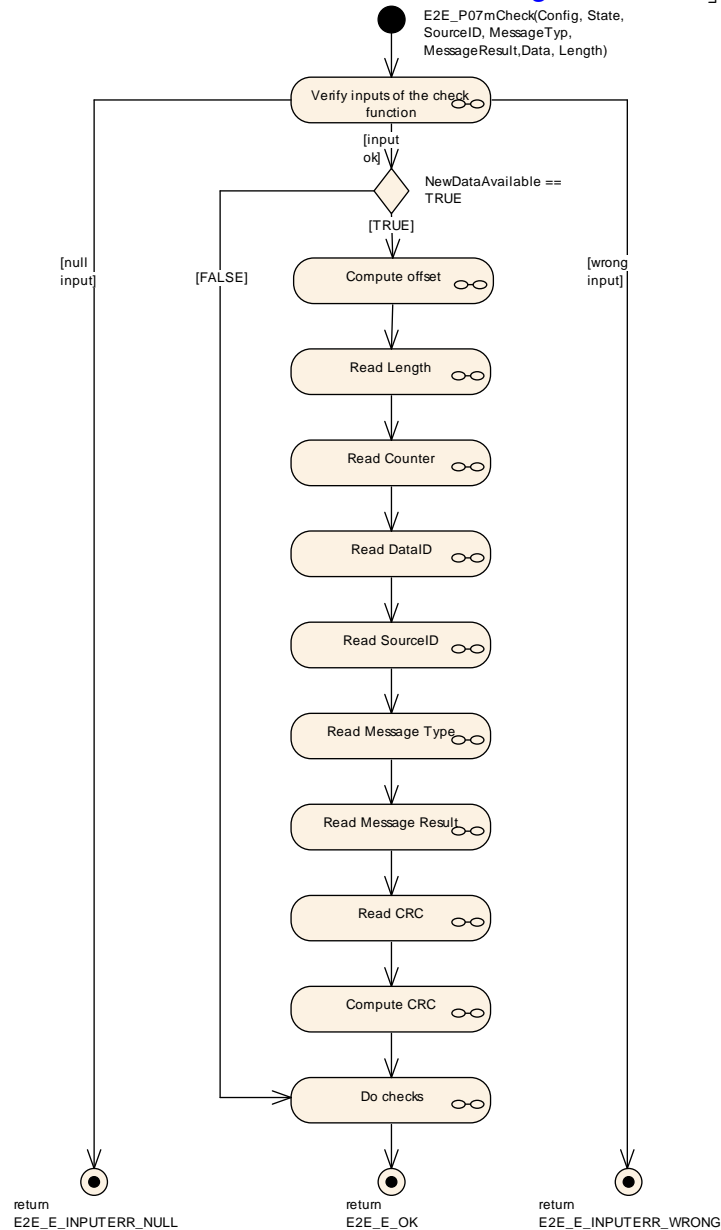 E2E_P07mCheck(Config, State,
SourceID, MessageTyp,
MessageResult,Data, Length)
Verify inputs of the check
function
[input
ok]
NewDataAvailable ==
TRUE
[TRUE]
[null
input]
[FALSE]
[wrong
input]
Compute offset
Read Length
Read Counter
Read DataID
Read SourceID
Read Message Type
Read Message Result
Read CRC
Compute CRC
Do checks
return
E2E_E_INPUTERR_NULL
return
E2E_E_OK
return
E2E_E_INPUTERR_WRONG